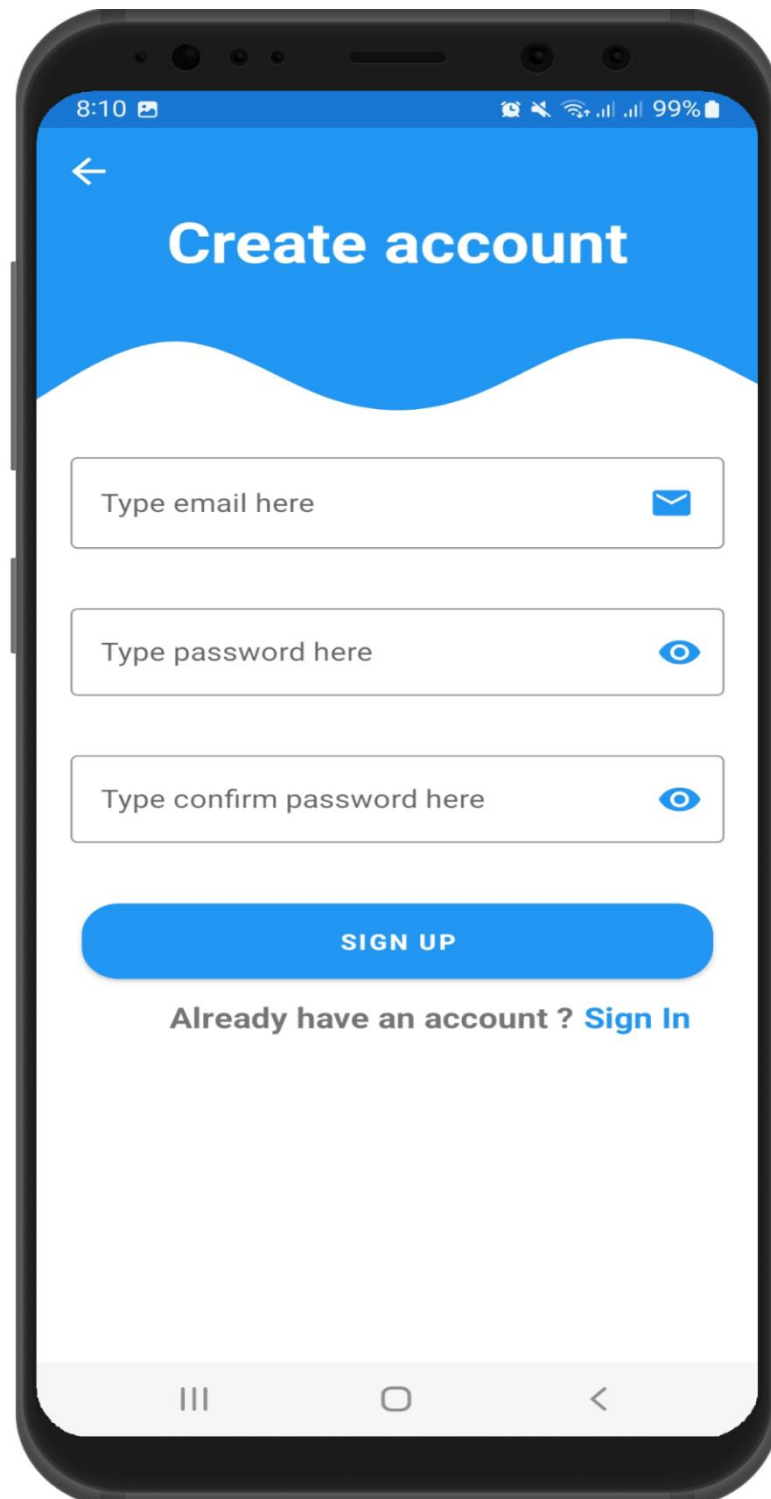 8:10 99%
Create account
Type email here
Type password here
Type confirm password here
SIGN UP
Already have an account ? Sign In